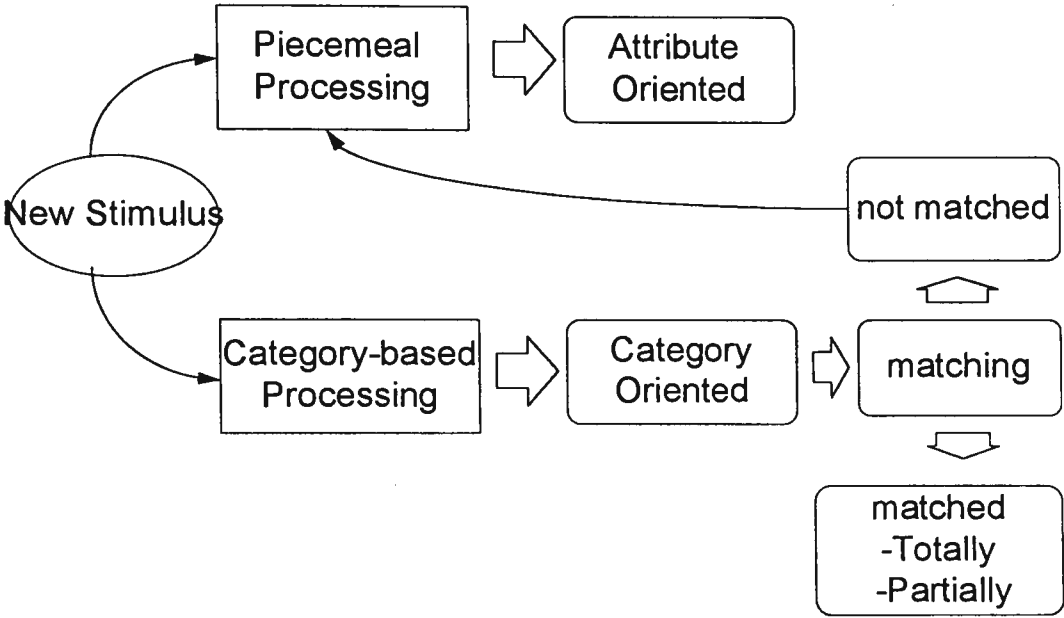 Piecemeal
Processing
Attribute
Oriented
New Stimulus
not matched
Category-based
Processing
Category
Oriented
matching
matched
-Totally
-Partially